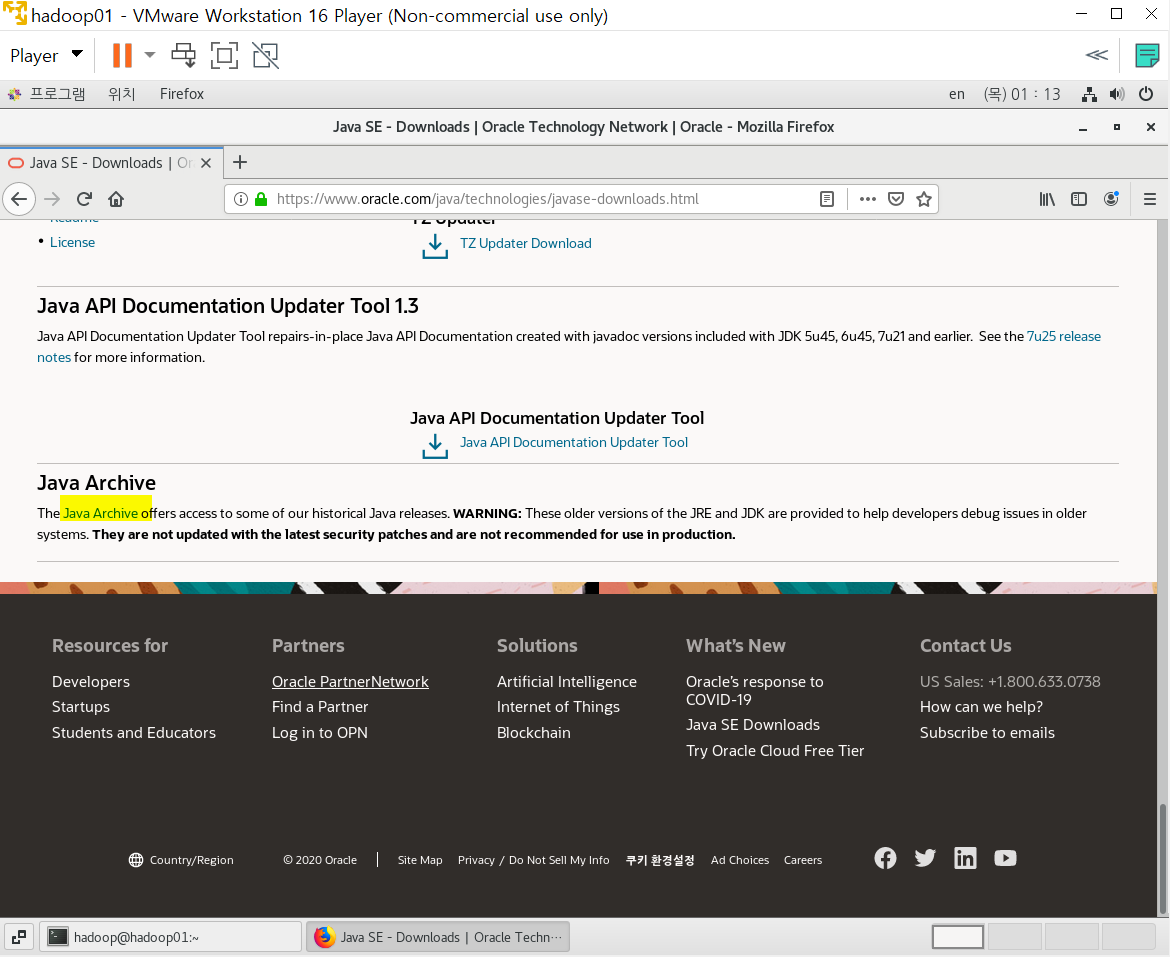 hadoop01 - VMware Workstation 16 Player (Non-commercial use only)
Player
프로그램 위치 Firefox en (목) 01 : 13
Java SE - Downloads | Oracle Technology Network | Oracle - Mozilla Firefox
Java SE - Downloads | Or
https://www.oracle.com/java/technologies/javase-downloads.html
Readme
TZ Updater
License
TZ Updater Download
Java API Documentation Updater Tool 1.3
Java API Documentation Updater Tool repairs-in-place Java API Documentation created with javadoc versions included with JDK 5u45, 6u45, 7u21 and earlier. See the 7u25 release
notes for more information.
Java API Documentation Updater Tool
Java API Documentation Updater Tool
Java Archive
The Java Archive offers access to some of our historical Java releases. WARNING: These older versions of the JRE and JDK are provided to help developers debug issues in older
systems. They are not updated with the latest security patches and are not recommended for use in production.
Resources for
Developers
Startups
Students and Educators
Partners
Oracle PartnerNetwork
Find a Partner
Log in to OPN
Solutions
Artificial Intelligence
Internet of Things
Blockchain
What's New
Oracle's response to
COVID-19
Java SE Downloads
Try Oracle Cloud Free Tier
Contact Us
US Sales: +1.800.633.0738
How can we help?
Subscribe to emails
Country/Region © 2020 Oracle | Site Map Privacy / Do Not Sell My Info 쿠키 환경설정 Ad Choices Careers
hadoop@hadoop01:~ Java SE - Downloads | Oracle Techn···